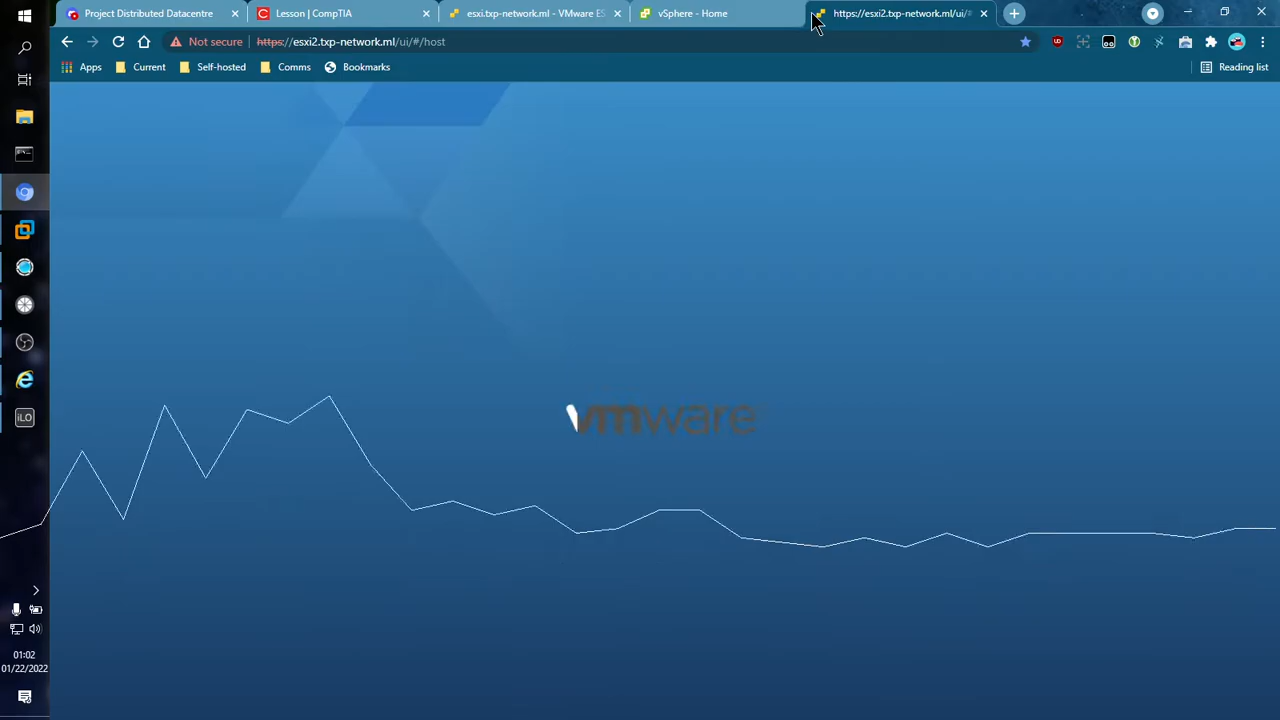 Project Distributed Datacentre
Lesson | CompTIA
esxi.txp-network.ml - VMware ES
vSphere - Home
https://esxi2.txp-network.ml/ui/#
Not secure
https://esxi2.txp-network.ml/ui/#/host
Apps
Current
Self-hosted
Comms
Bookmarks
Reading list
vmware
iLO
01:02
01/22/2022